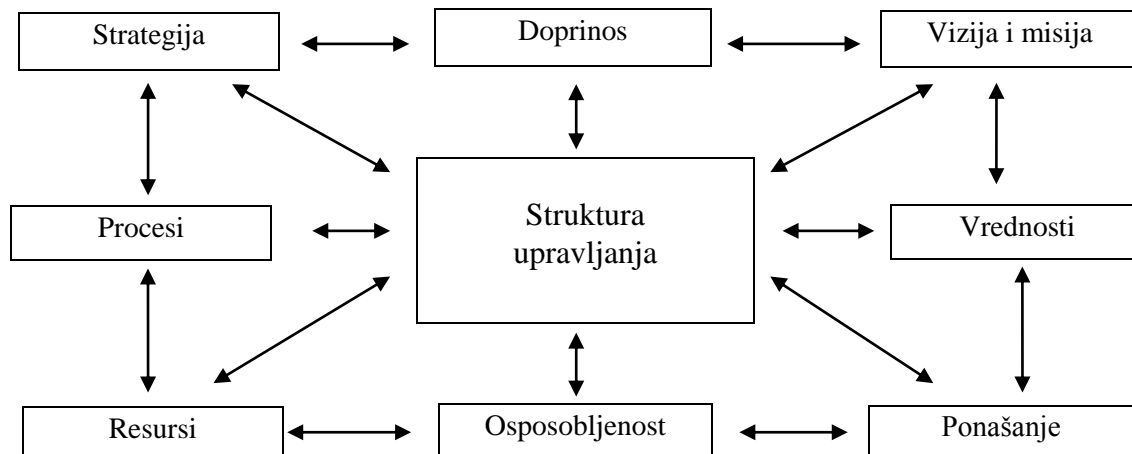 Strategija
Doprinos
Vizija i misija
Procesi
Struktura
upravljanja
Vrednosti
Resursi
Osposobljenost
Ponašanje